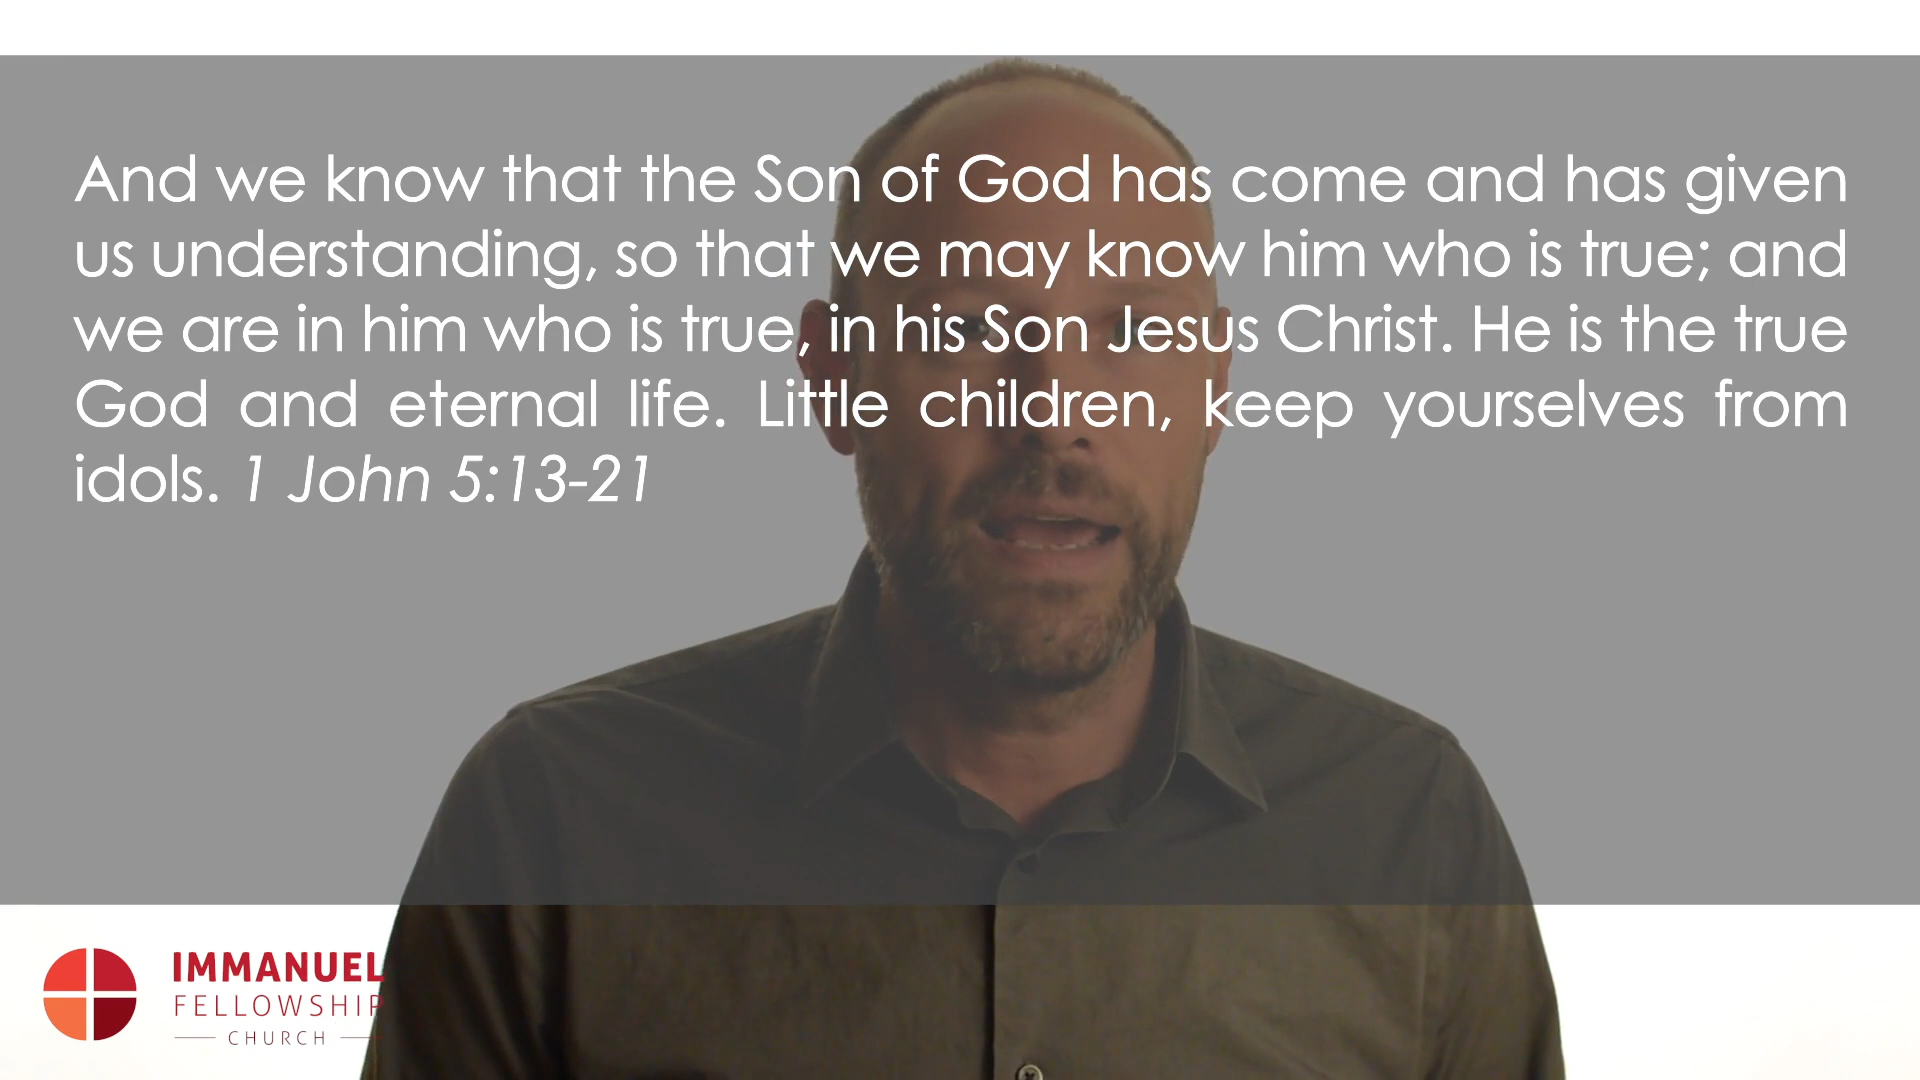 And we know that the Son of God has come and has given
us understanding, so that we may know him who is true; and
we are in him who is true, in his Son Jesus Christ. He is the true
God and eternal life. Little children, keep yourselves from
idols. 1 John 5:13-21
IMMANUEL
FELLOWSHIP
CHURCH